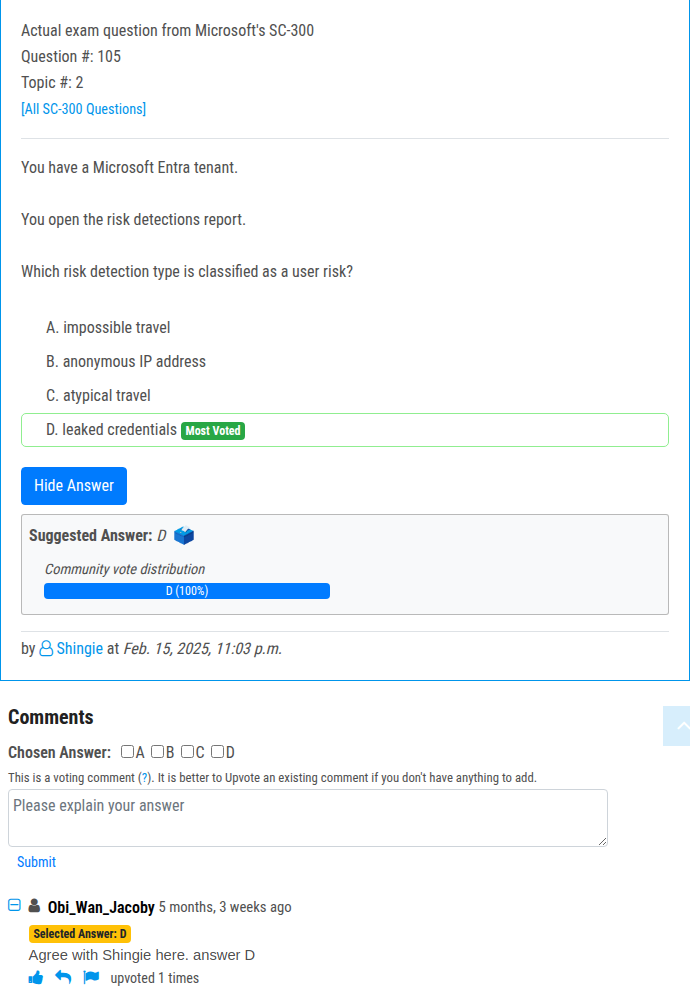 Actual exam question from Microsoft's SC-300
Question #: 105
Topic #: 2
[All SC-300 Questions]
You have a Microsoft Entra tenant.
You open the risk detections report.
Which risk detection type is classified as a user risk?
A. impossible travel
B. anonymous IP address
C. atypical travel
D. leaked credentials Most Voted
Hide Answer
Suggested Answer: D
Community vote distribution
D (100%)
by Shingie at Feb. 15, 2025, 11:03 p.m.
Comments
Chosen Answer: A B C D
This is a voting comment (?). It is better to Upvote an existing comment if you don't have anything to add.
Please explain your answer
Submit
Obi_Wan_Jacoby 5 months, 3 weeks ago
Selected Answer: D
Agree with Shingie here. answer D
upvoted 1 times